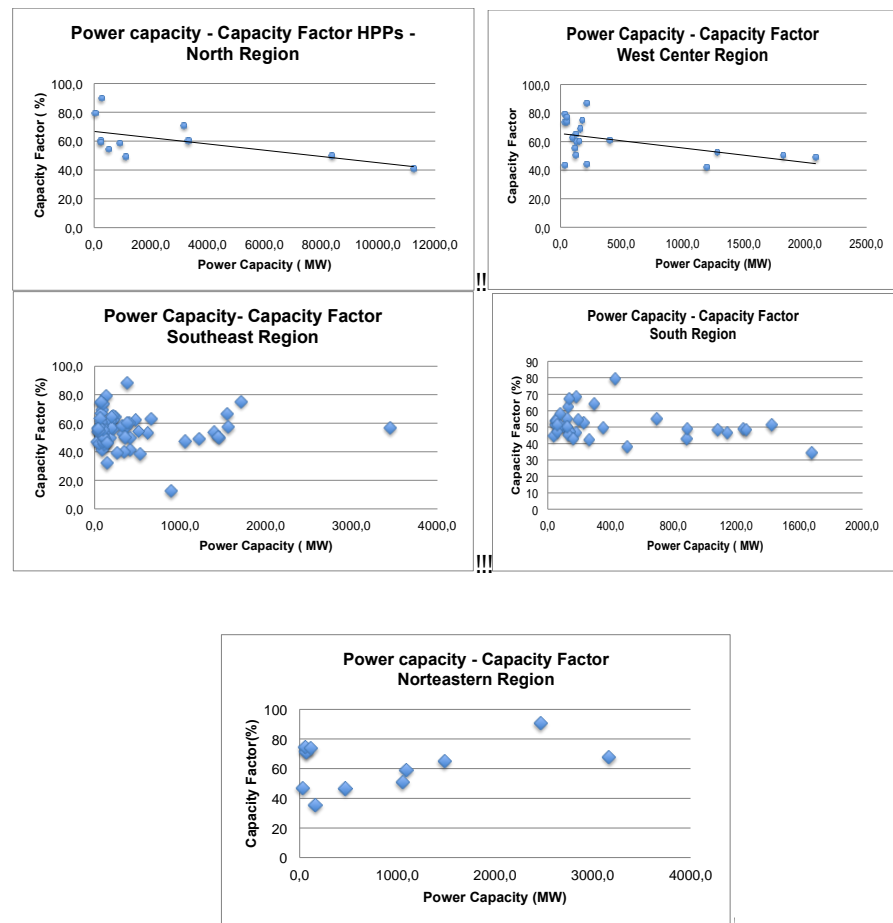 Power capacity - Capacity Factor HPPs -
North Region
Capacity Factor ( %)
100,0
80,0
60,0
40,0
20,0
0,0
0,0 2000,0 4000,0 6000,0 8000,0 10000,0 12000,0
Power Capacity ( MW)
Power Capacity - Capacity Factor
West Center Region
Capacity Factor
100,0
80,0
60,0
40,0
20,0
0,0
0,0 500,0 1000,0 1500,0 2000,0 2500,0
Power Capacity (MW)
!!
Power Capacity- Capacity Factor
Southeast Region
Capacity Factor (%)
100,0
80,0
60,0
40,0
20,0
0,0
0,0 1000,0 2000,0 3000,0 4000,0
Power Capacity ( MW)
Power Capacity - Capacity Factor
South Region
Capacity Factor (%)
90
80
70
60
50
40
30
20
10
0
0,0 400,0 800,0 1200,0 1600,0 2000,0
Power Capacity ( MW)
!!!
Power capacity - Capacity Factor
Norteastern Region
Capacity Factor(%)
100
80
60
40
20
0
0,0 1000,0 2000,0 3000,0 4000,0
Power Capacity (MW)